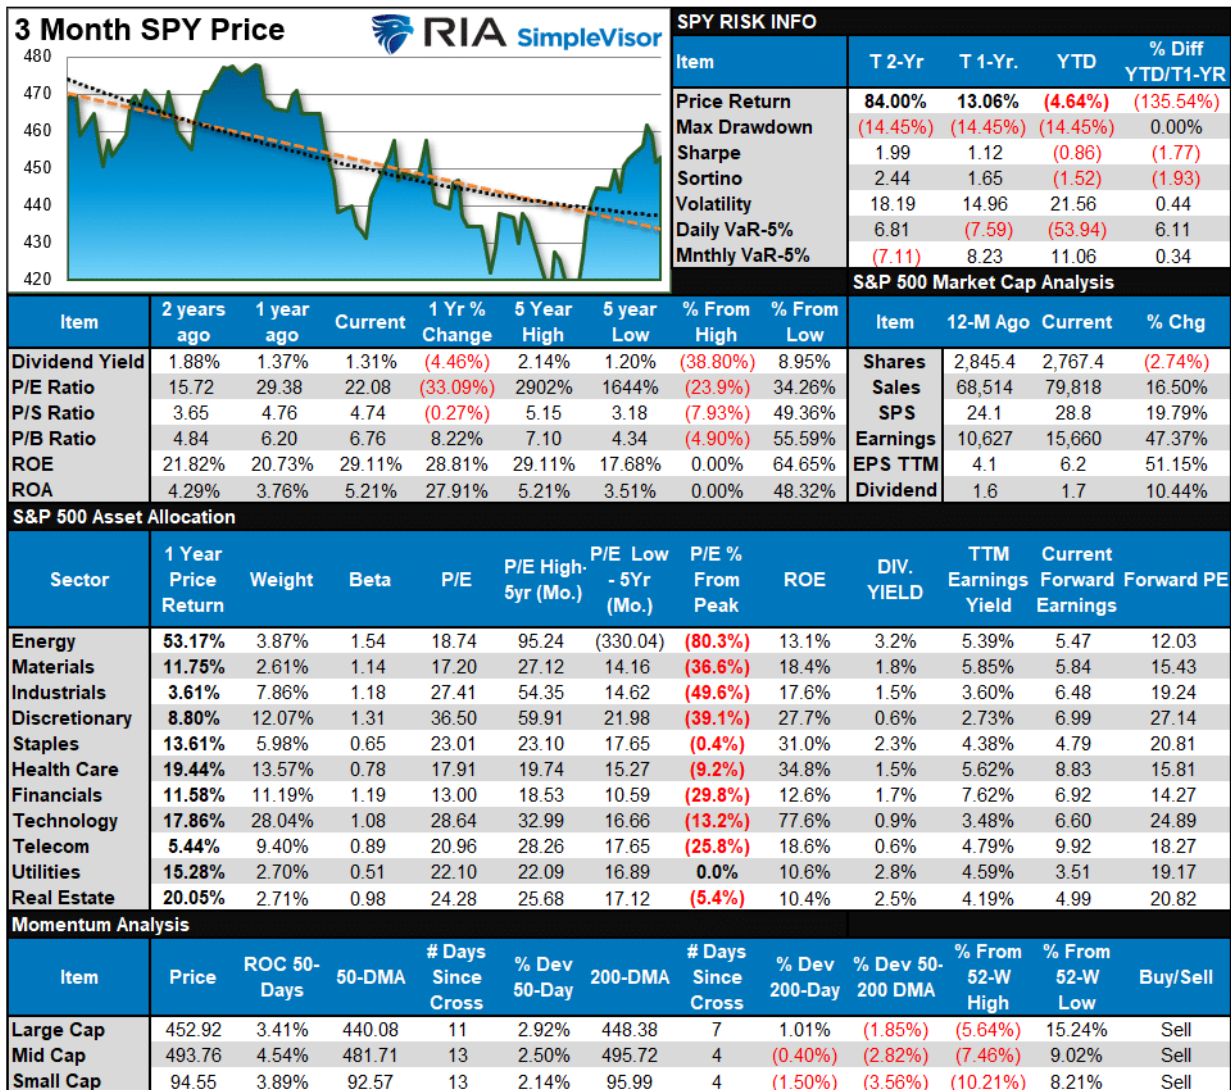 3 Month SPY Price
RIA SimpleVisor
480
470
460
450
440
430
420
SPY RISK INFO
Item T 2-Yr T 1-Yr. YTD % Diff YTD/T1-YR
Price Return 84.00% 13.06% (4.64%) (135.54%)
Max Drawdown (14.45%) (14.45%) (14.45%) 0.00%
Sharpe 1.99 1.12 (0.86) (1.77)
Sortino 2.44 1.65 (1.52) (1.93)
Volatility 18.19 14.96 21.56 0.44
Daily VaR-5% 6.81 (7.59) (53.94) 6.11
Mnthly VaR-5% (7.11) 8.23 11.06 0.34
S&P 500 Market Cap Analysis
Item 2 years ago 1 year ago Current 1 Yr % Change 5 Year High 5 year Low % From High % From Low
Dividend Yield 1.88% 1.37% 1.31% (4.46%) 2.14% 1.20% (38.80%) 8.95%
P/E Ratio 15.72 29.38 22.08 (33.09%) 2902% 1644% (23.9%) 34.26%
P/S Ratio 3.65 4.76 4.74 (0.27%) 5.15 3.18 (7.93%) 49.36%
P/B Ratio 4.84 6.20 6.76 8.22% 7.10 4.34 (4.90%) 55.59%
ROE 21.82% 20.73% 29.11% 28.81% 29.11% 17.68% 0.00% 64.65%
ROA 4.29% 3.76% 5.21% 27.91% 5.21% 3.51% 0.00% 48.32%
Item 12-M Ago Current % Chg
Shares 2,845.4 2,767.4 (2.74%)
Sales 68,514 79,818 16.50%
SPS 24.1 28.8 19.79%
Earnings 10,627 15,660 47.37%
EPS TTM 4.1 6.2 51.15%
Dividend 1.6 1.7 10.44%
S&P 500 Asset Allocation
Sector 1 Year Price Return Weight Beta P/E P/E High- 5yr (Mo.) P/E Low - 5Yr (Mo.) P/E % From Peak ROE DIV. YIELD TTM Earnings Yield Current Forward Earnings Forward PE
Energy 53.17% 3.87% 1.54 18.74 95.24 (330.04) (80.3%) 13.1% 3.2% 5.39% 5.47 12.03
Materials 11.75% 2.61% 1.14 17.20 27.12 14.16 (36.6%) 18.4% 1.8% 5.85% 5.84 15.43
Industrials 3.61% 7.86% 1.18 27.41 54.35 14.62 (49.6%) 17.6% 1.5% 3.60% 6.48 19.24
Discretionary 8.80% 12.07% 1.31 36.50 59.91 21.98 (39.1%) 27.7% 0.6% 2.73% 6.99 27.14
Staples 13.61% 5.98% 0.65 23.01 23.10 17.65 (0.4%) 31.0% 2.3% 4.38% 4.79 20.81
Health Care 19.44% 13.57% 0.78 17.91 19.74 15.27 (9.2%) 34.8% 1.5% 5.62% 8.83 15.81
Financials 11.58% 11.19% 1.19 13.00 18.53 10.59 (29.8%) 12.6% 1.7% 7.62% 6.92 14.27
Technology 17.86% 28.04% 1.08 28.64 32.99 16.66 (13.2%) 77.6% 0.9% 3.48% 6.60 24.89
Telecom 5.44% 9.40% 0.89 20.96 28.26 17.65 (25.8%) 18.6% 0.6% 4.79% 9.92 18.27
Utilities 15.28% 2.70% 0.51 22.10 22.09 16.89 0.0% 10.6% 2.8% 4.59% 3.51 19.17
Real Estate 20.05% 2.71% 0.98 24.28 25.68 17.12 (5.4%) 10.4% 2.5% 4.19% 4.99 20.82
Momentum Analysis
Item Price ROC 50-Days 50-DMA # Days Since Cross % Dev 50-Day 200-DMA # Days Since Cross % Dev 200-Day % Dev 50-200 DMA % From 52-W High % From 52-W Low Buy/Sell
Large Cap 452.92 3.41% 440.08 11 2.92% 448.38 7 1.01% (1.85%) (5.64%) 15.24% Sell
Mid Cap 493.76 4.54% 481.71 13 2.50% 495.72 4 (0.40%) (2.82%) (7.46%) 9.02% Sell
Small Cap 94.55 3.89% 92.57 13 2.14% 95.99 4 (1.50%) (3.56%) (10.21%) 8.21% Sell